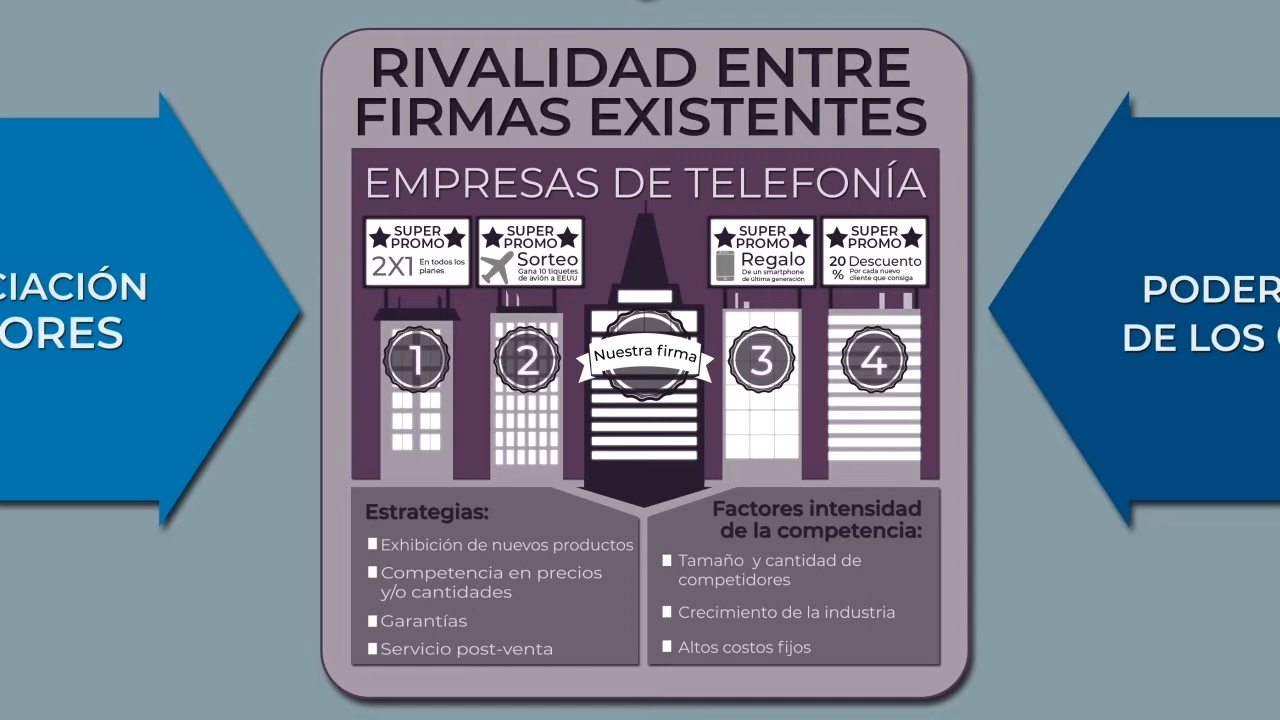 RIVALIDAD ENTRE
FIRMAS EXISTENTES
EMPRESAS DE TELEFONÍA
SUPER
PROMO
2X1 En todos los
planes
SUPER
PROMO
Sorteo
Gana 10 tiquetes
de avión a EEUU
SUPER
PROMO
Regalo
De un smartphone
de última generación
SUPER
PROMO
20 Descuento
% Por cada nuevo
cliente que consiga
1
2
Nuestra firma
3
4
CIACIÓN
ORES
PODER
DE LOS
Estrategias:
Exhibición de nuevos productos
Competencia en precios
y/o cantidades
Garantías
Servicio post-venta
Factores intensidad
de la competencia:
Tamaño y cantidad de
competidores
Crecimiento de la industria
Altos costos fijos